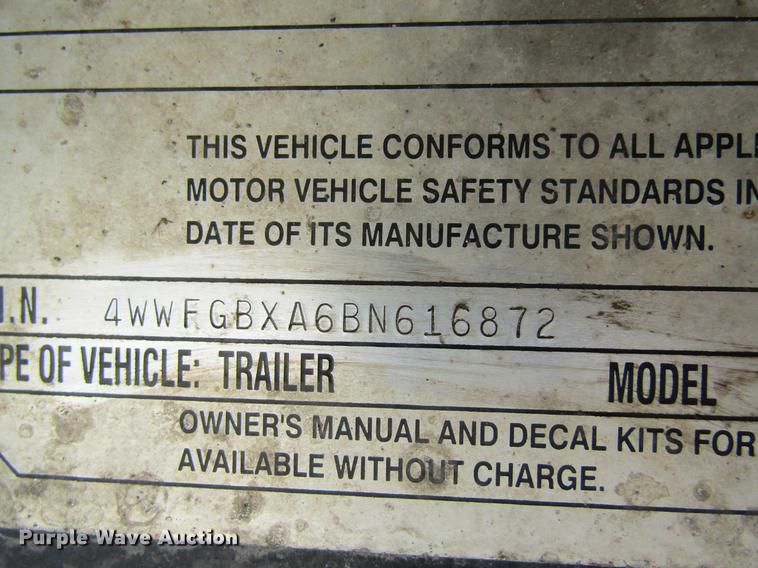 THIS VEHICLE CONFORMS TO ALL APPL
MOTOR VEHICLE SAFETY STANDARDS IN
DATE OF ITS MANUFACTURE SHOWN.
I.N. 4WWFGBXA6BN616872
PE OF VEHICLE: TRAILER MODEL
OWNER'S MANUAL AND DECAL KITS FOR
AVAILABLE WITHOUT CHARGE.
Purple Wave Auction